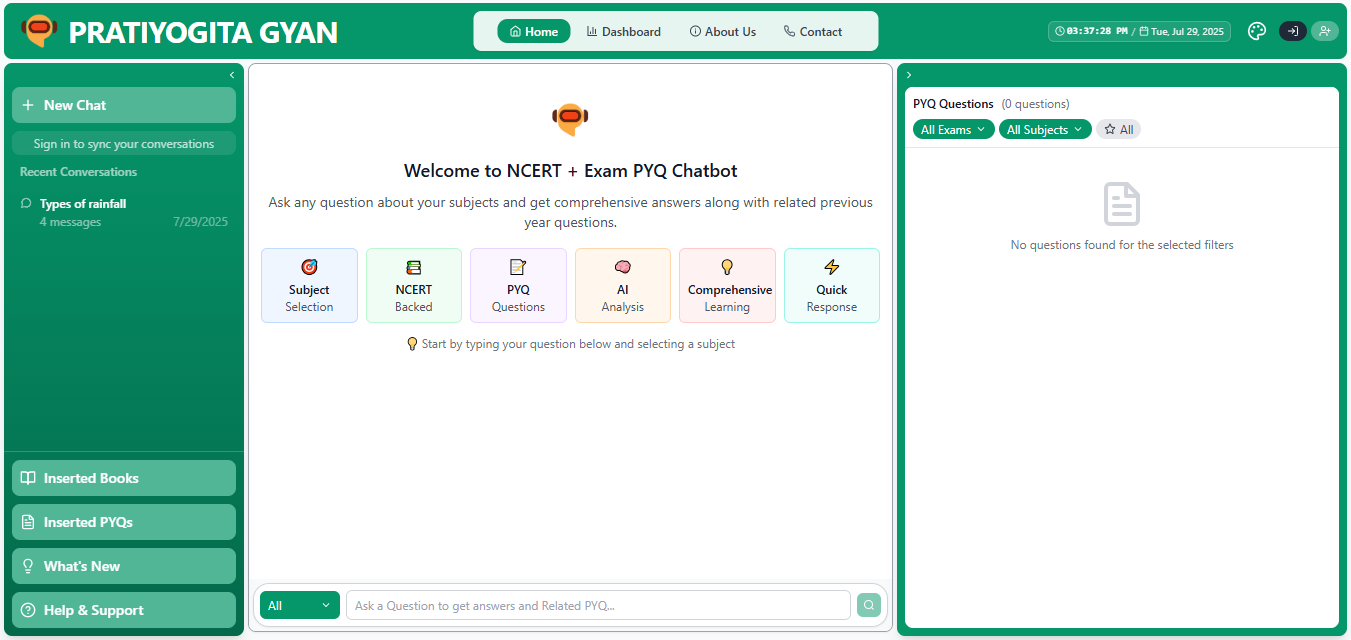 PRATIYOGITA GYAN
Home
Dashboard
About Us
Contact
03:37:28 PM / Tue, Jul 29, 2025
New Chat
Sign in to sync your conversations
Recent Conversations
Types of rainfall
4 messages
7/29/2025
Inserted Books
Inserted PYQs
What's New
Help & Support
Welcome to NCERT + Exam PYQ Chatbot
Ask any question about your subjects and get comprehensive answers along with related previous
year questions.
Subject
Selection
NCERT
Backed
PYQ
Questions
AI
Analysis
Comprehensive
Learning
Quick
Response
Start by typing your question below and selecting a subject
All
Ask a Question to get answers and Related PYQ...
PYQ Questions (0 questions)
All Exams
All Subjects
All
No questions found for the selected filters